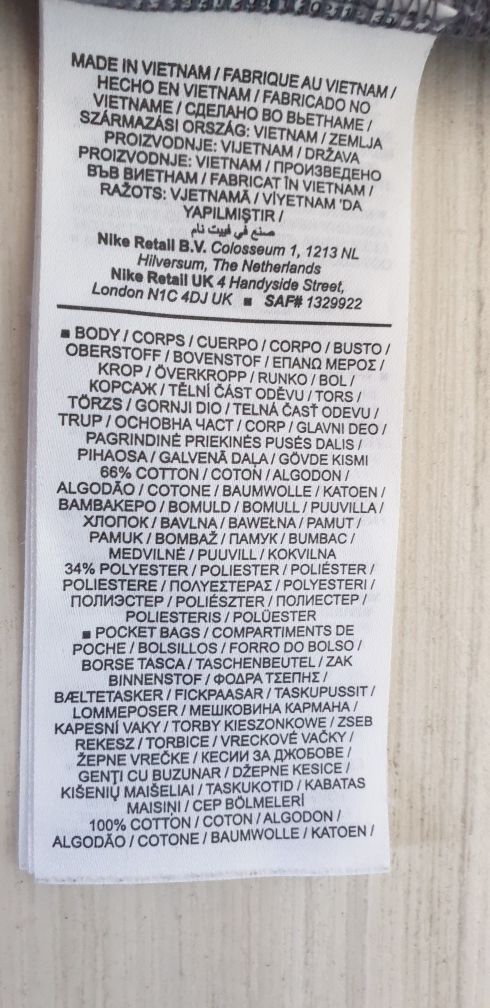 MADE IN VIETNAM / FABRIQUE AU VIETNAM /
HECHO EN VIETNAM / FABRICADO NO
VIETNAME / СДЕЛАНО ВО ВЬЕТНАМЕ /
SZÁRMAZÁSI ORSZÁG: VIETNAM / ZEMLJA
PROIZVODNJE: VIJETNAM / DRŽAVA
PROIZVODNJE: VIETNAM / ПРОИЗВЕДЕНО
ВЪВ ВИЕТНАМ / FABRICAT ÎN VIETNAM /
RAŽOTS: VJETNAMĀ / VİYETNAM 'DA
YAPILMIŞTIR /
صنع في فييت نام
Nike Retail B.V. Colosseum 1, 1213 NL
Hilversum, The Netherlands
Nike Retail UK 4 Handyside Street,
London N1C 4DJ UK ■ SAF# 1329922
■ BODY / CORPS / CUERPO / CORPO / BUSTO /
OBERSTOFF / BOVENSTOF / ΕΠΑΝΩ ΜΕΡΟΣ /
KROP / ÖVERKROPP / RUNKO / BOL /
КОРСАЖ / TĚLNÍ ČÁST ODĚVU / TORS /
TÖRZS / GORNJI DIO / TELNÁ ČASŤ ODEVU /
TRUP / ОСНОВНА ЧАСТ / CORP / GLAVNI DEO /
PAGRINDINĖ PRIEKINĖS PUSĖS DALIS /
PIHAOSA / GALVENĀ DAĻA / GÖVDE KISMI
66% COTTON / COTON / ALGODON /
ALGODÃO / COTONE / BAUMWOLLE / KATOEN /
ΒΑΜΒΑΚΕΡΟ / BOMULD / BOMULL / PUUVILLA /
ХЛОПОК / BAVLNA / BAWEŁNA / PAMUT /
PAMUK / BOMBAŽ / ПАМУК / BUMBAC /
MEDVILNĖ / PUUVILL / KOKVILNA
34% POLYESTER / POLIESTER / POLIÉSTER /
POLIESTERE / ΠΟΛΥΕΣΤΕΡΑΣ / POLYESTERI /
ПОЛИЭСТЕР / POLIÉSZTER / ПОЛИЕСТЕР /
POLIESTERIS / POLÜESTER
■ POCKET BAGS / COMPARTIMENTS DE
POCHE / BOLSILLOS / FORRO DO BOLSO /
BORSE TASCA / TASCHENBEUTEL / ZAK
BINNENSTOF / ΦΟΔΡΑ ΤΣΕΠΗΣ /
BÆLTETASKER / FICKPAASAR / TASKUPUSSIT /
LOMMEPOSER / МЕШКОВИНА КАРМАНА /
KAPESNÍ VAKY / TORBY KIESZONKOWE / ZSEB
REKESZ / TORBICE / VRECKOVÉ VAČKY /
ŽEPNE VREČKE / КЕСИИ ЗА ДЖОБОВЕ /
GENȚI CU BUZUNAR / DŽEPNE KESICE /
KIŠENIŲ MAIŠELIAI / TASKUKOTID / KABATAS
MAISIŅI / CEP BÖLMELERİ
100% COTTON / COTON / ALGODON /
ALGODÃO / COTONE / BAUMWOLLE / KATOEN /